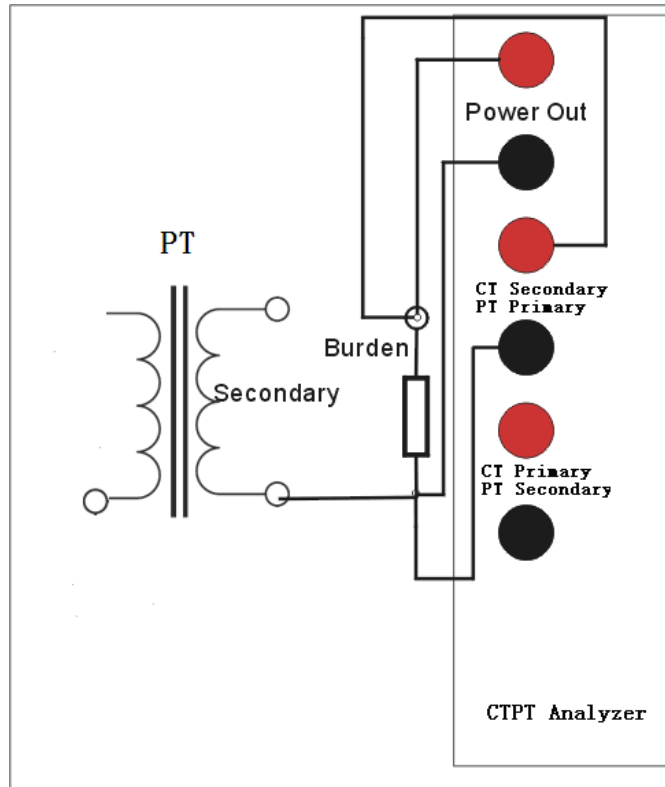 Power Out
PT
CT Secondary
PT Primary
Burden
Secondary
CT Primary
PT Secondary
CTPT Analyzer